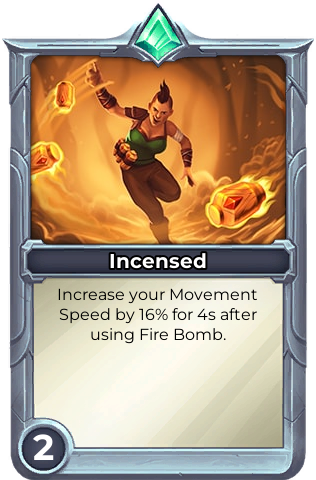 Incensed
Increase your Movement
Speed by 16% for 4s after
using Fire Bomb.
2